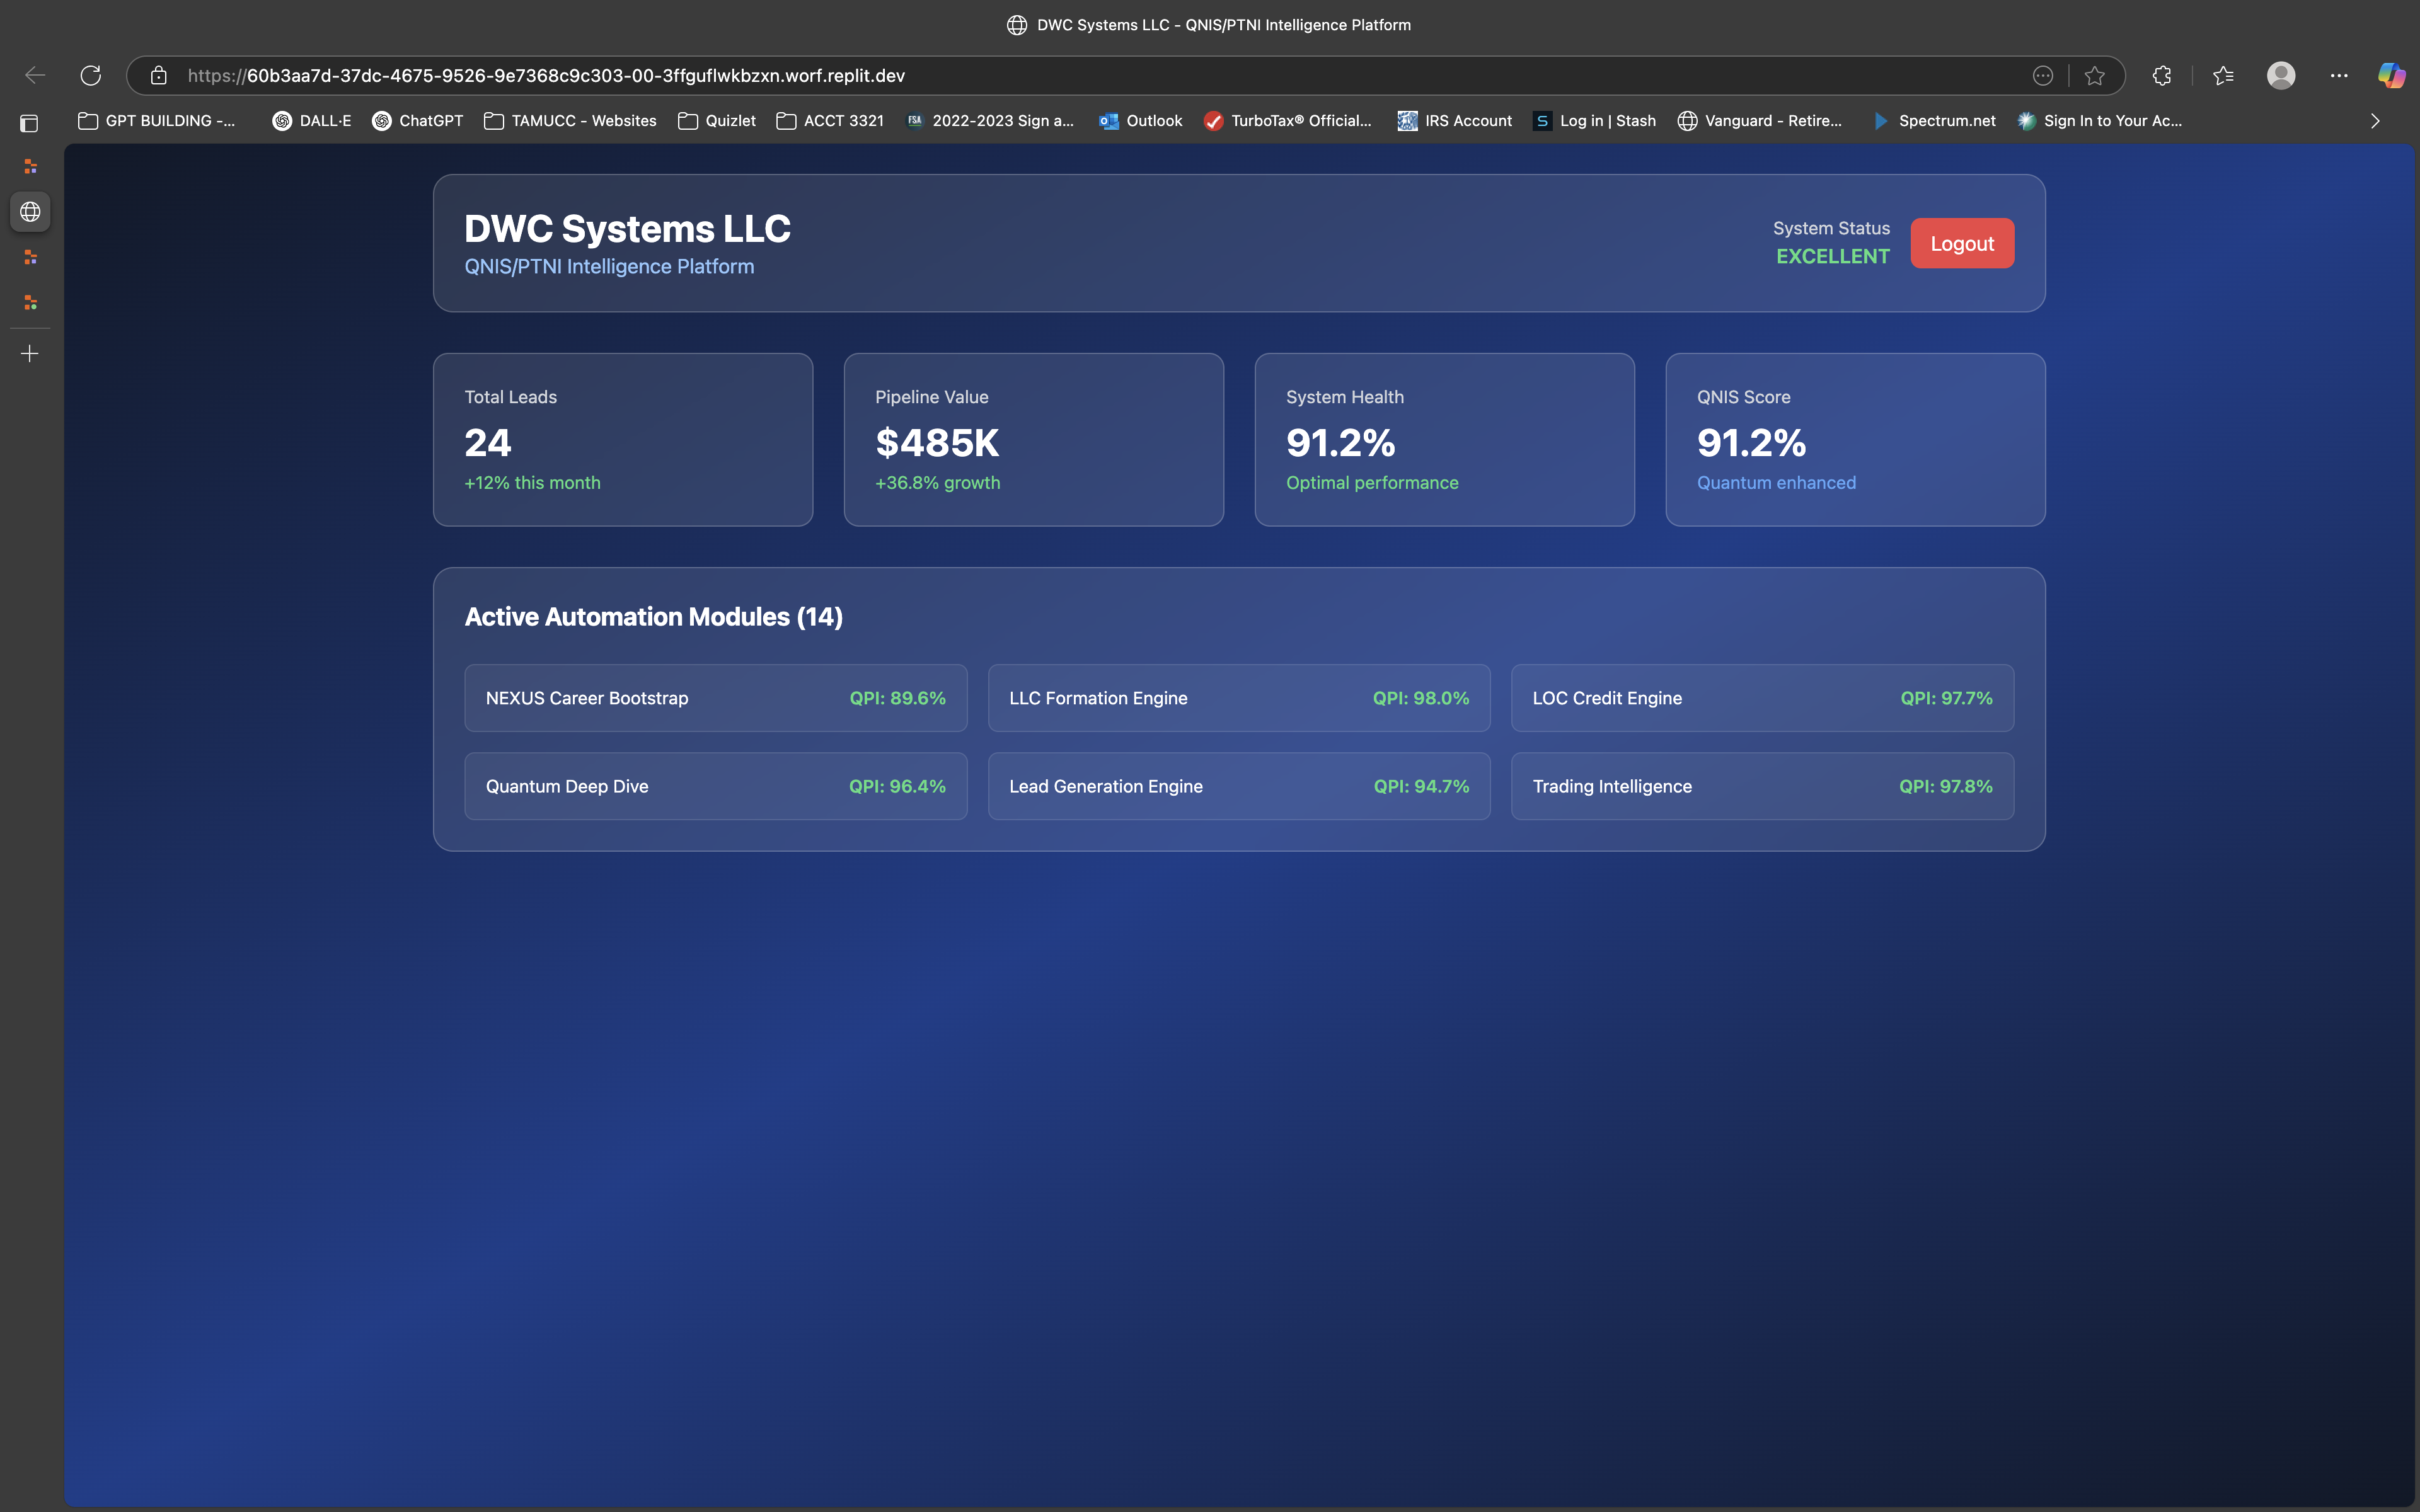 DWC Systems LLC - QNIS/PTNI Intelligence Platform
https://60b3aa7d-37dc-4675-9526-9e7368c9c303-00-3ffguflwkbzxn.worf.replit.dev
GPT BUILDING -... DALL·E ChatGPT TAMUCC - Websites Quizlet ACCT 3321 FSA 2022-2023 Sign a... Outlook TurboTax® Official... IRS Account S Log in | Stash Vanguard - Retire... Spectrum.net Sign In to Your Ac...
DWC Systems LLC
QNIS/PTNI Intelligence Platform
System Status
EXCELLENT
Logout
Total Leads
24
+12% this month
Pipeline Value
$485K
+36.8% growth
System Health
91.2%
Optimal performance
QNIS Score
91.2%
Quantum enhanced
Active Automation Modules (14)
NEXUS Career Bootstrap QPI: 89.6%
LLC Formation Engine QPI: 98.0%
LOC Credit Engine QPI: 97.7%
Quantum Deep Dive QPI: 96.4%
Lead Generation Engine QPI: 94.7%
Trading Intelligence QPI: 97.8%